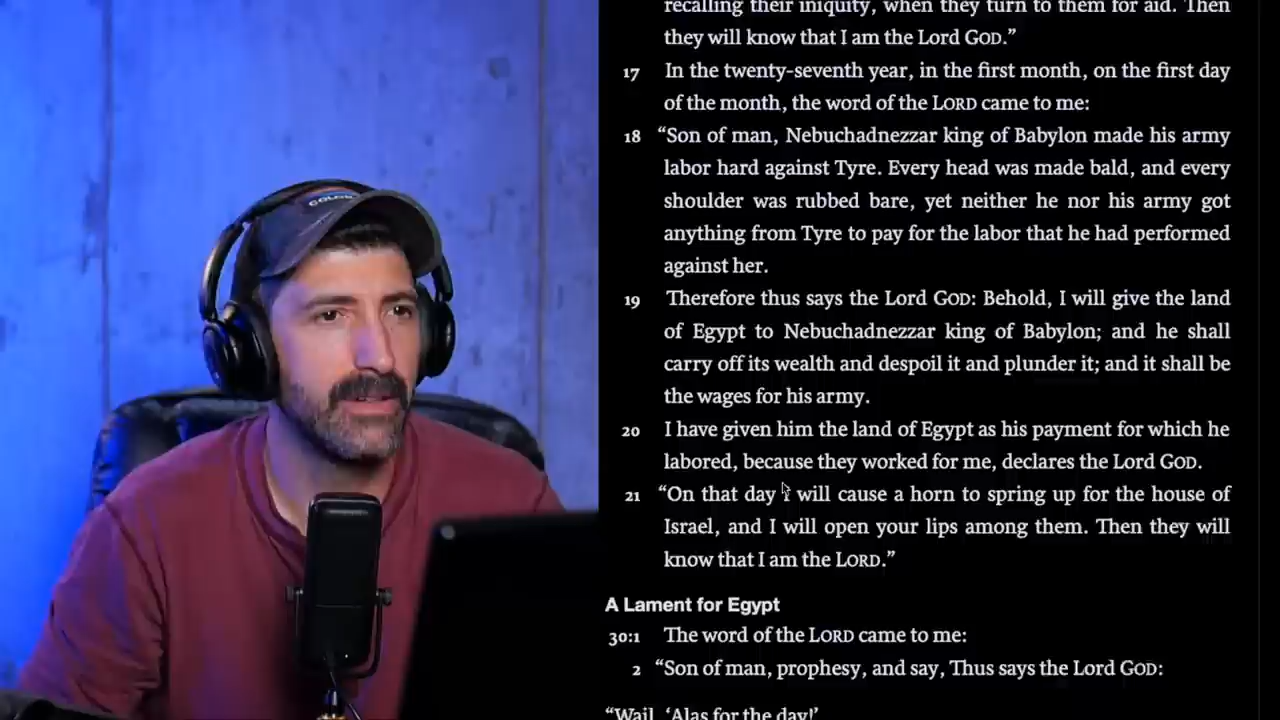 recalling their iniquity, when they turn to them for aid. Then
they will know that I am the Lord GOD.”
17 In the twenty-seventh year, in the first month, on the first day
of the month, the word of the LORD came to me:
18 “Son of man, Nebuchadnezzar king of Babylon made his army
labor hard against Tyre. Every head was made bald, and every
shoulder was rubbed bare, yet neither he nor his army got
anything from Tyre to pay for the labor that he had performed
against her.
19 Therefore thus says the Lord GOD: Behold, I will give the land
of Egypt to Nebuchadnezzar king of Babylon; and he shall
carry off its wealth and despoil it and plunder it; and it shall be
the wages for his army.
20 I have given him the land of Egypt as his payment for which he
labored, because they worked for me, declares the Lord GOD.
21 “On that day I will cause a horn to spring up for the house of
Israel, and I will open your lips among them. Then they will
know that I am the LORD.”
A Lament for Egypt
30:1 The word of the LORD came to me:
2 “Son of man, prophesy, and say, Thus says the Lord GOD:
“Wail, ‘Alas for the day!’